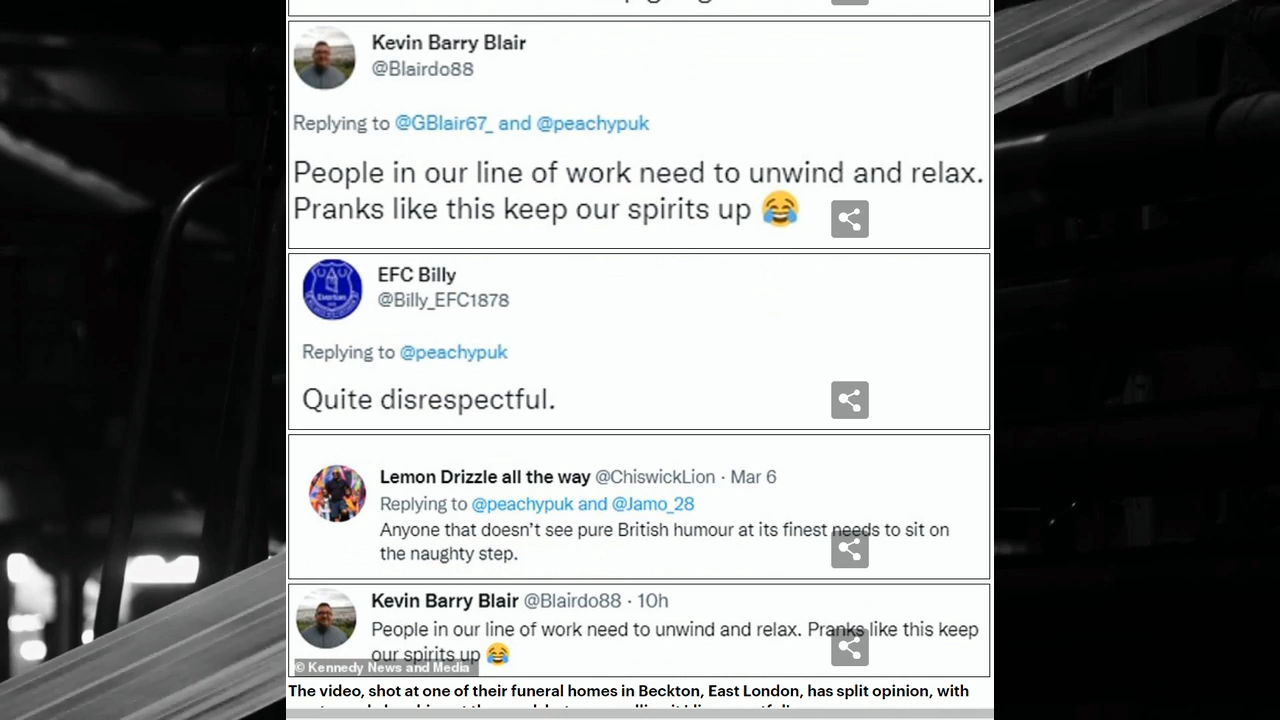 Kevin Barry Blair
@Blairdo88
Replying to @GBlair67_ and @peachypuk
People in our line of work need to unwind and relax.
Pranks like this keep our spirits up 😂
EFC Billy
@Billy_EFC1878
Everton
Replying to @peachypuk
Quite disrespectful.
Lemon Drizzle all the way @ChiswickLion · Mar 6
Replying to @peachypuk and @Jamo_28
Anyone that doesn't see pure British humour at its finest needs to sit on
the naughty step.
Kevin Barry Blair @Blairdo88 · 10h
People in our line of work need to unwind and relax. Pranks like this keep
our spirits up 😂
© Kennedy News and Media
The video, shot at one of their funeral homes in Beckton, East London, has split opinion, with